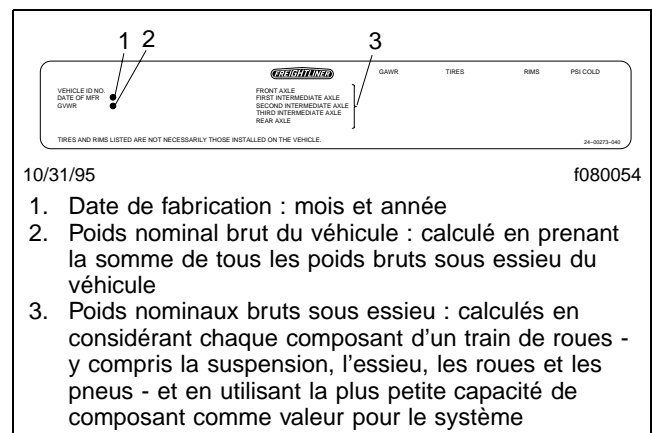 1 2 3
FREIGHTLINER GAWR TIRES RIMS PSI COLD
VEHICLE ID NO.
DATE OF MFR
GVWR
FRONT AXLE
FIRST INTERMEDIATE AXLE
SECOND INTERMEDIATE AXLE
THIRD INTERMEDIATE AXLE
REAR AXLE
TIRES AND RIMS LISTED ARE NOT NECESSARILY THOSE INSTALLED ON THE VEHICLE. 24–00273–040
10/31/95 f080054
1. Date de fabrication : mois et année
2. Poids nominal brut du véhicule : calculé en prenant
la somme de tous les poids bruts sous essieu du
véhicule
3. Poids nominaux bruts sous essieu : calculés en
considérant chaque composant d'un train de roues -
y compris la suspension, l'essieu, les roues et les
pneus - et en utilisant la plus petite capacité de
composant comme valeur pour le système